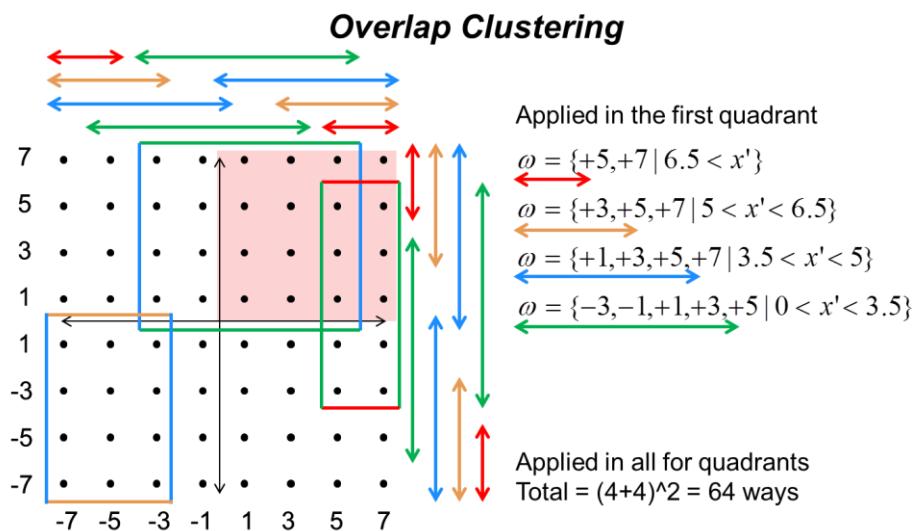 Overlap Clustering
Applied in the first quadrant
ω = {+5,+7 | 6.5 < x'}
ω = {+3,+5,+7 | 5 < x' < 6.5}
ω = {+1,+3,+5,+7 | 3.5 < x' < 5}
ω = {-3,-1,+1,+3,+5 | 0 < x' < 3.5}
7
5
3
1
1
-3
-5
-7
-7 -5 -3 -1 1 3 5 7
Applied in all for quadrants
Total = (4+4)^2 = 64 ways